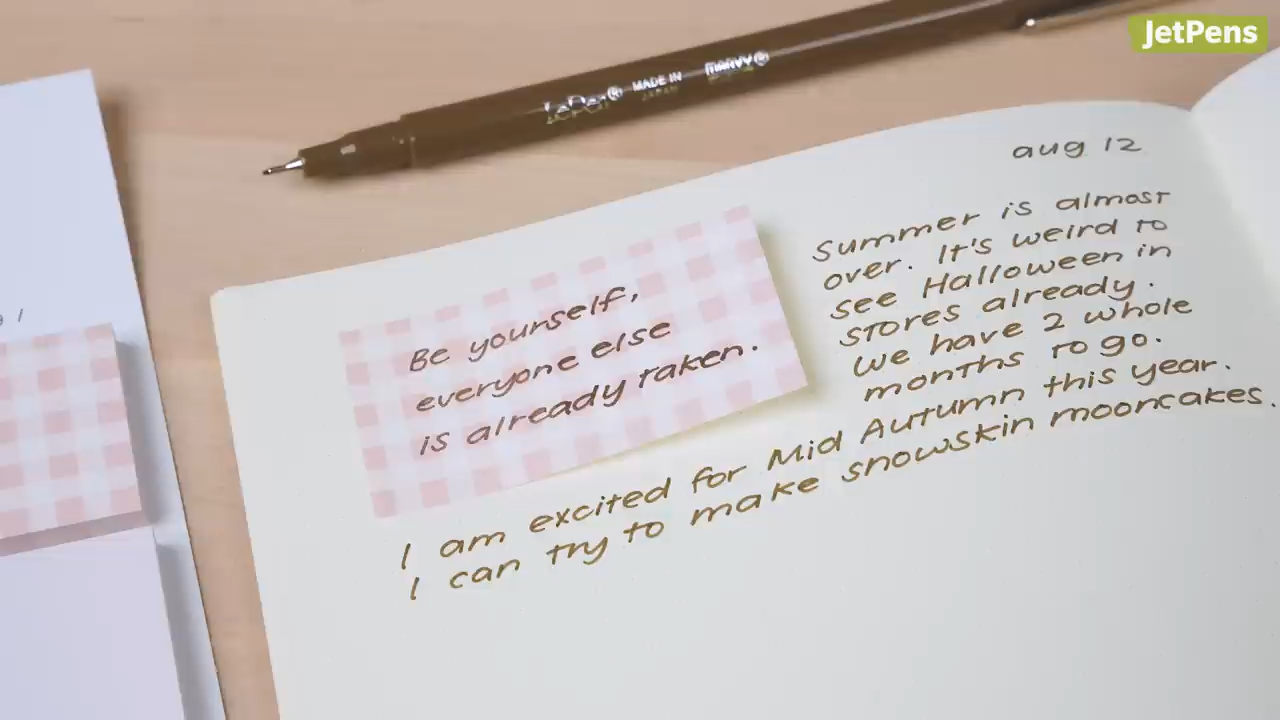 JetPens
LePen® MADE IN JAPAN MARVY®
aug 12
Be yourself,
everyone else
is already taken.
Summer is almost
over. It's weird to
see Halloween in
stores already.
We have 2 whole
months to go.
I am excited for Mid Autumn this year.
I can try to make snowskin mooncakes.